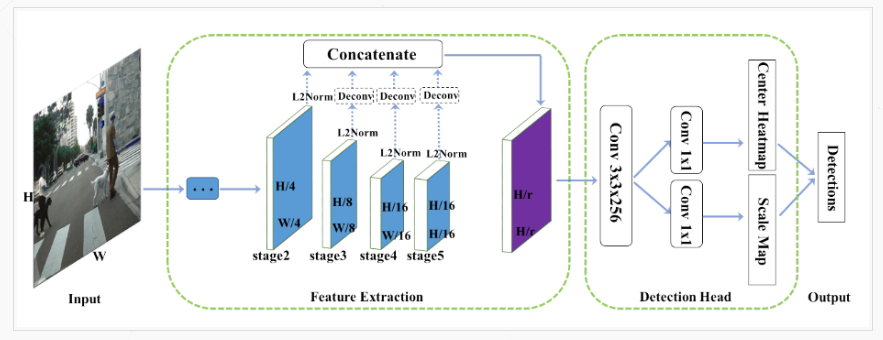 Concatenate
L2Norm
Deconv
Deconv
Deconv
L2Norm
L2Norm
L2Norm
H/4
W/4
H/8
W/8
H/16
W/16
H/16
H/16
H/r
H/r
stage2
stage3
stage4
stage5
H
W
...
Conv 3x3x256
Conv 1x1
Conv 1x1
Center Heatmap
Scale Map
Detections
Input
Feature Extraction
Detection Head
Output